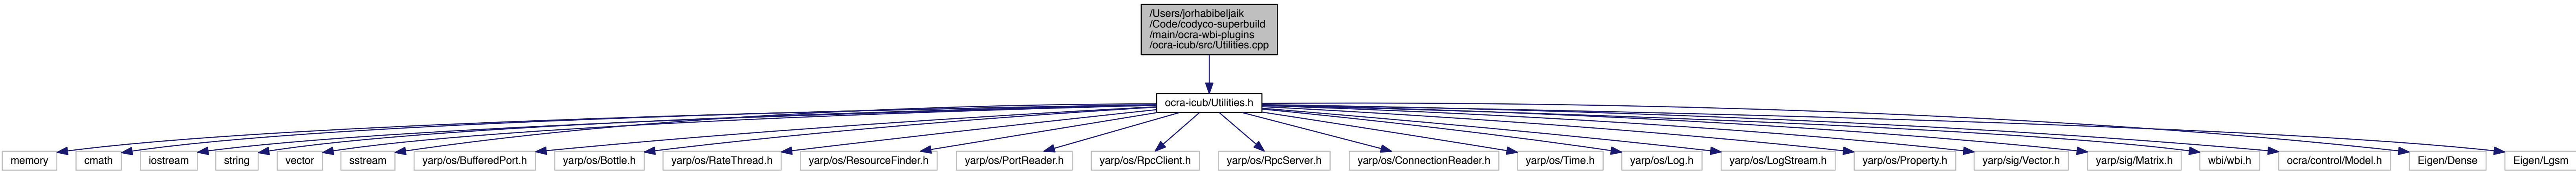 /Users/jorhabibeljaik
/Code/codyco-superbuild
/main/ocra-wbi-plugins
/ocra-icub/src/Utilities.cpp
ocra-icub/Utilities.h
memory
cmath
iostream
string
vector
sstream
yarp/os/BufferedPort.h
yarp/os/Bottle.h
yarp/os/RateThread.h
yarp/os/ResourceFinder.h
yarp/os/PortReader.h
yarp/os/RpcClient.h
yarp/os/RpcServer.h
yarp/os/ConnectionReader.h
yarp/os/Time.h
yarp/os/Log.h
yarp/os/LogStream.h
yarp/os/Property.h
yarp/sig/Vector.h
yarp/sig/Matrix.h
wbi/wbi.h
ocra/control/Model.h
Eigen/Dense
Eigen/Lgsm